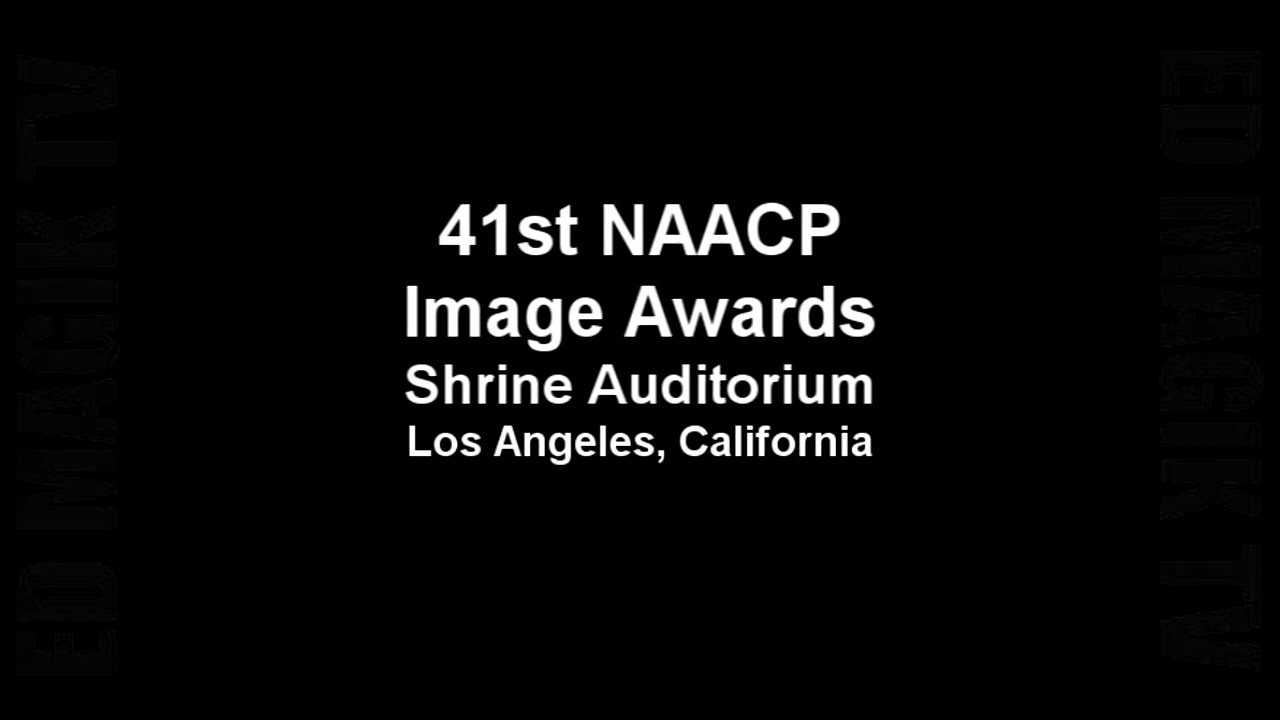 41st NAACP
Image Awards
Shrine Auditorium
Los Angeles, California
ED MAGIK TV
ED MAGIK TV